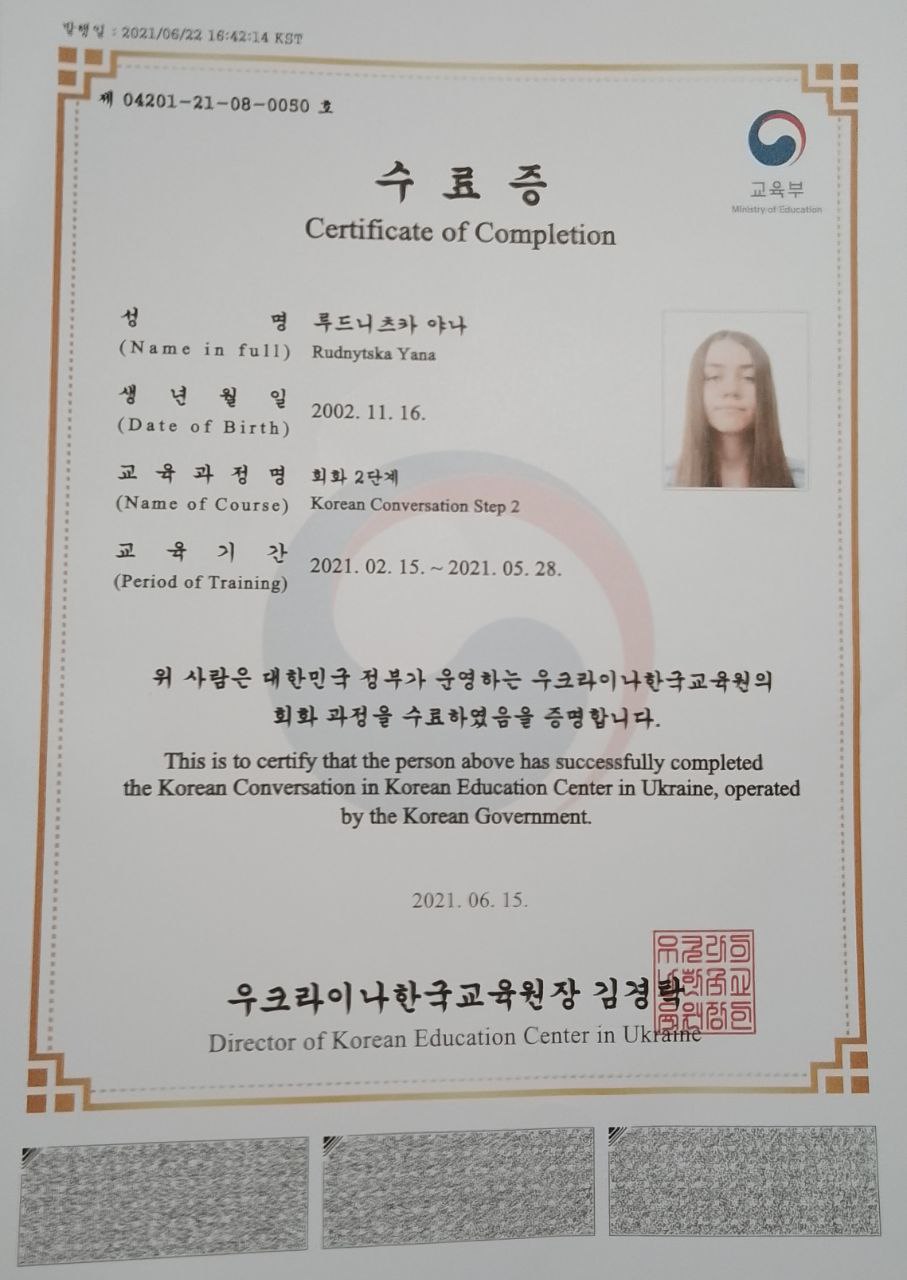 발행일 : 2021/06/22 16:42:14 KST
제 04201-21-08-0050 호
교육부
Ministry of Education
수 료 증
Certificate of Completion
성 명 루드니츠카 야나
(Name in full) Rudnytska Yana
생 년 월 일 2002. 11. 16.
(Date of Birth)
교 육 과 정 명 회화 2단계
(Name of Course) Korean Conversation Step 2
교 육 기 간 2021. 02. 15. ~ 2021. 05. 28.
(Period of Training)
위 사람은 대한민국 정부가 운영하는 우크라이나한국교육원의
회화 과정을 수료하였음을 증명합니다.
This is to certify that the person above has successfully completed
the Korean Conversation in Korean Education Center in Ukraine, operated
by the Korean Government.
2021. 06. 15.
우크라이나한국교육원장 김경탁
Director of Korean Education Center in Ukraine